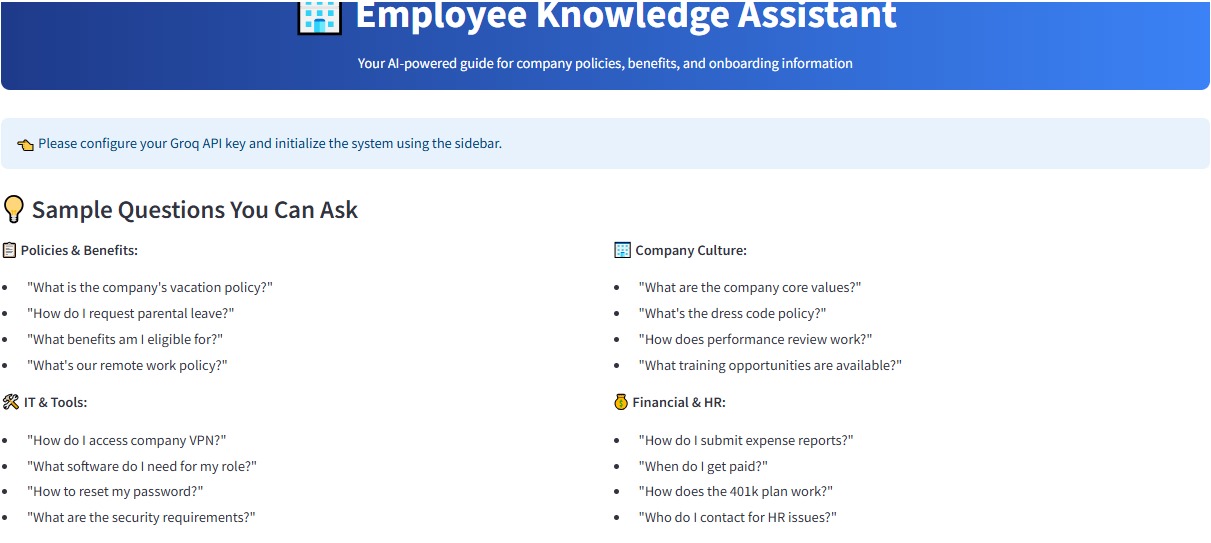 Employee Knowledge Assistant
Your AI-powered guide for company policies, benefits, and onboarding information
Please configure your Groq API key and initialize the system using the sidebar.
Sample Questions You Can Ask
Policies & Benefits:
"What is the company's vacation policy?"
"How do I request parental leave?"
"What benefits am I eligible for?"
"What's our remote work policy?"
IT & Tools:
"How do I access company VPN?"
"What software do I need for my role?"
"How to reset my password?"
"What are the security requirements?"
Company Culture:
"What are the company core values?"
"What's the dress code policy?"
"How does performance review work?"
"What training opportunities are available?"
Financial & HR:
"How do I submit expense reports?"
"When do I get paid?"
"How does the 401k plan work?"
"Who do I contact for HR issues?"